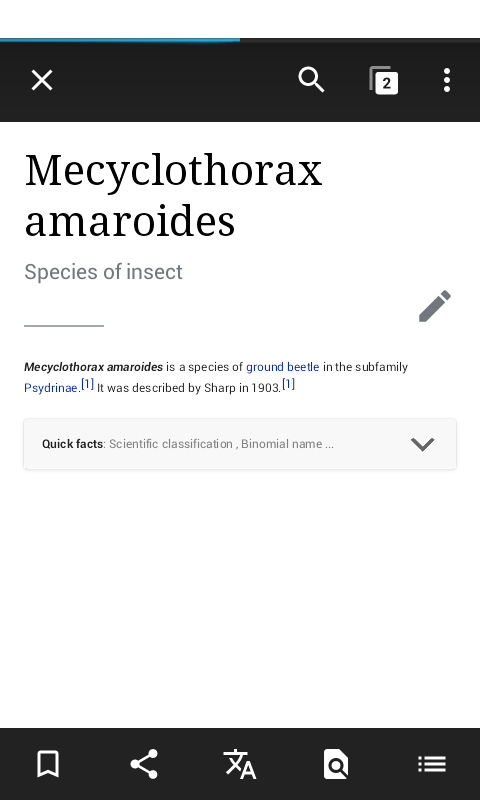 2
Mecyclothorax
amaroides
Species of insect
Mecyclothorax amaroides is a species of ground beetle in the subfamily
Psydrinae.[1] It was described by Sharp in 1903.[1]
Quick facts: Scientific classification , Binomial name ...